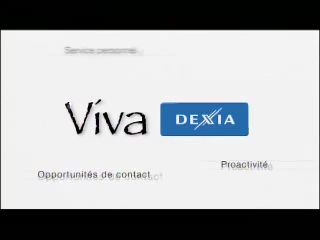 Service personnel
Viva DEXIA
Proactivité
Opportunités de contact